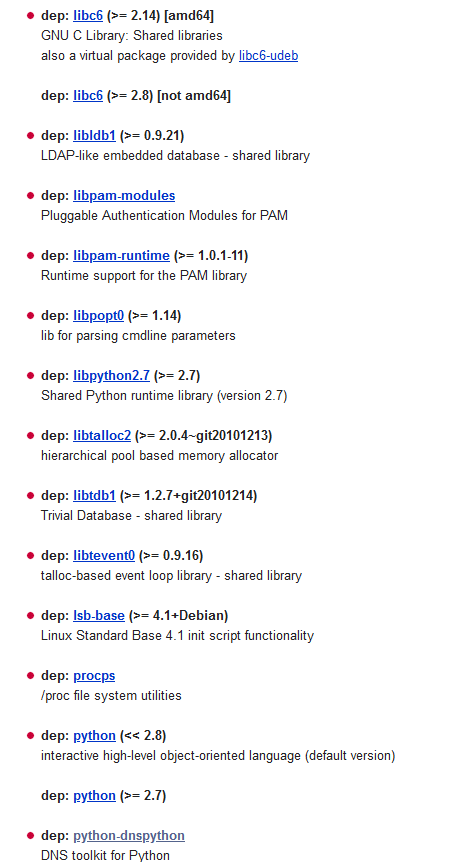 dep: libc6 (>= 2.14) [amd64]
GNU C Library: Shared libraries
also a virtual package provided by libc6-udeb
dep: libc6 (>= 2.8) [not amd64]
dep: libldb1 (>= 0.9.21)
LDAP-like embedded database - shared library
dep: libpam-modules
Pluggable Authentication Modules for PAM
dep: libpam-runtime (>= 1.0.1-11)
Runtime support for the PAM library
dep: libpopt0 (>= 1.14)
lib for parsing cmdline parameters
dep: libpython2.7 (>= 2.7)
Shared Python runtime library (version 2.7)
dep: libtalloc2 (>= 2.0.4~git20101213)
hierarchical pool based memory allocator
dep: libtdb1 (>= 1.2.7+git20101214)
Trivial Database - shared library
dep: libtevent0 (>= 0.9.16)
talloc-based event loop library - shared library
dep: lsb-base (>= 4.1+Debian)
Linux Standard Base 4.1 init script functionality
dep: procps
/proc file system utilities
dep: python (<< 2.8)
interactive high-level object-oriented language (default version)
dep: python (>= 2.7)
dep: python-dnspython
DNS toolkit for Python